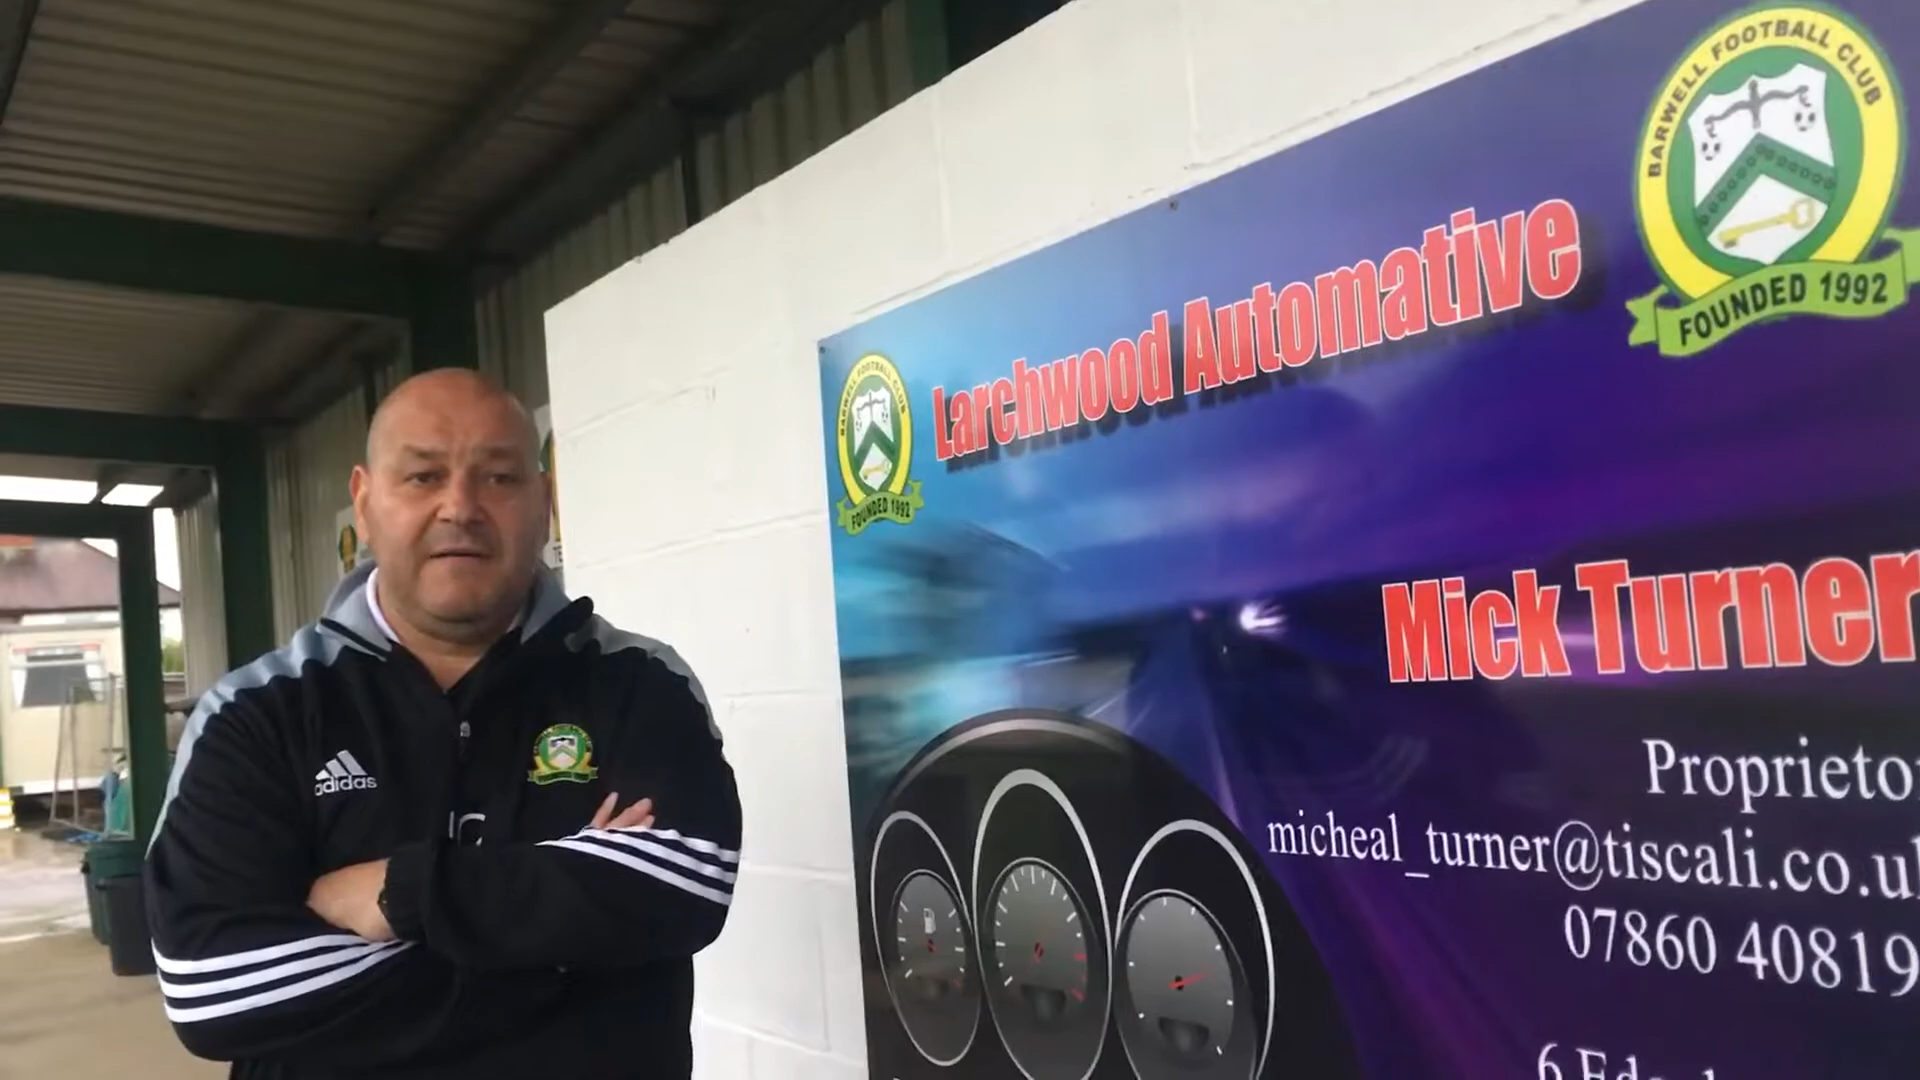 BARWELL FOOTBALL CLUB
FOUNDED 1992
Larchwood Automative
BARWELL FOOTBALL CLUB
FOUNDED 1992
Mick Turner
Proprieto
micheal_turner@tiscali.co.u
07860 40819
6
adidas